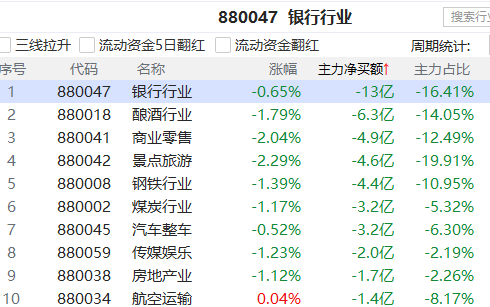 880047 银行行业
搜索行业
三线拉升 流动资金5日翻红 流动资金翻红 周期统计:
序号 代码 名称 涨幅 主力净买额↑ 主力占比
1 880047 银行行业 -0.65% -13亿 -16.41%
2 880018 酿酒行业 -1.79% -6.3亿 -14.05%
3 880041 商业零售 -2.04% -4.9亿 -12.49%
4 880042 景点旅游 -2.29% -4.6亿 -19.91%
5 880008 钢铁行业 -1.39% -4.4亿 -10.95%
6 880002 煤炭行业 -1.17% -3.2亿 -5.32%
7 880045 汽车整车 -0.52% -3.2亿 -6.30%
8 880059 传媒娱乐 -1.23% -2.0亿 -2.19%
9 880038 房地产业 -1.12% -1.7亿 -2.26%
10 880034 航空运输 0.04% -1.4亿 -8.17%